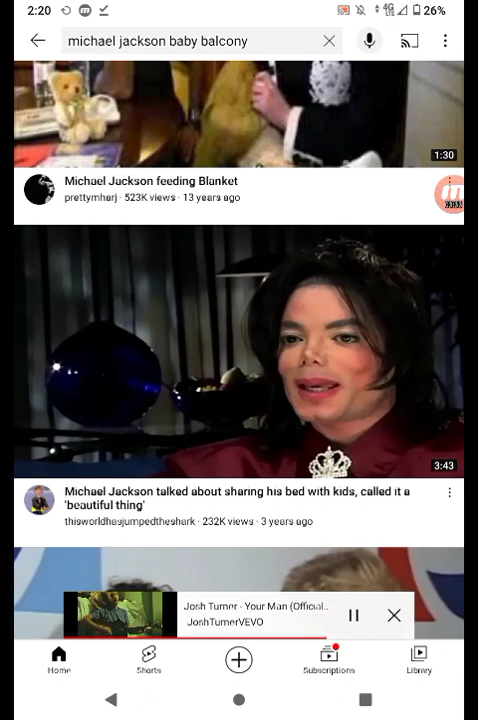 2:20
4G
26%
michael jackson baby balcony
1:30
Michael Jackson feeding Blanket
prettymharj · 523K views · 13 years ago
3:43
Michael Jackson talked about sharing his bed with kids, called it a
'beautiful thing'
thisworldhasjumpedtheshark · 232K views · 3 years ago
Josh Turner - Your Man (Official..
JoshTurnerVEVO
Home
Shorts
Subscriptions
Library